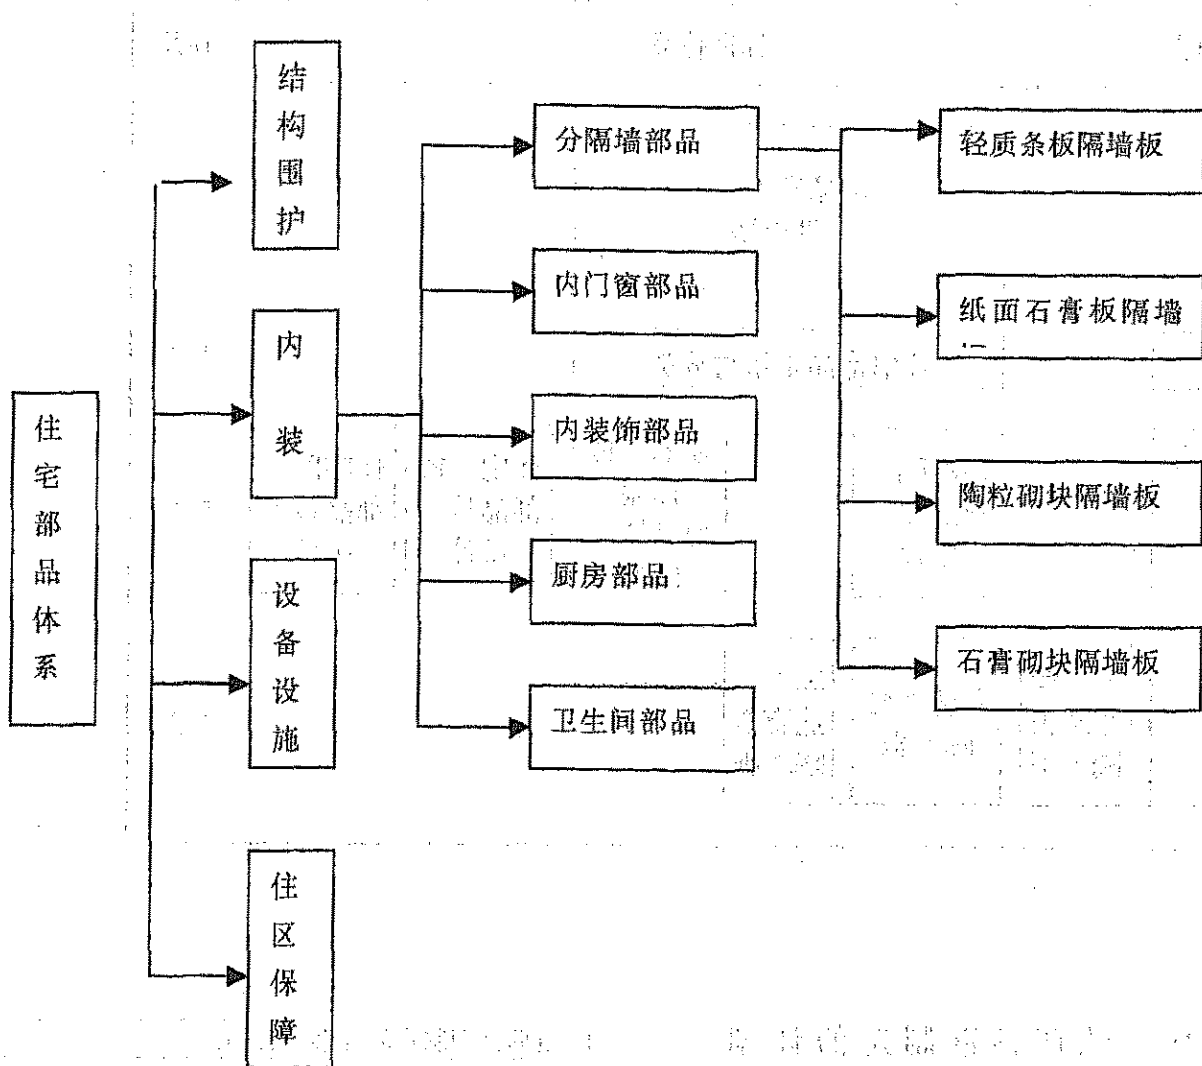 住宅部品体系
结构围护
内装
设备设施
住区保障
分隔墙部品
内门窗部品
内装饰部品
厨房部品
卫生间部品
轻质条板隔墙板
纸面石膏板隔墙
陶粒砌块隔墙板
石膏砌块隔墙板